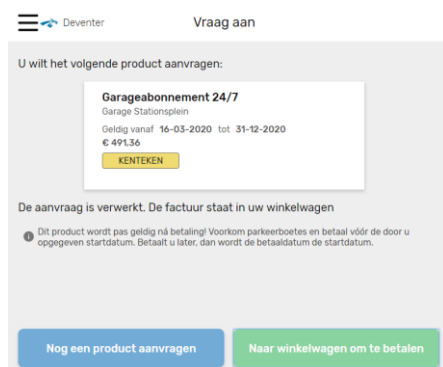 Deventer
Vraag aan
U wilt het volgende product aanvragen:
Garageabonnement 24/7
Garage Stationsplein
Geldig vanaf 16-03-2020 tot 31-12-2020
€ 491,36
KENTEKEN
De aanvraag is verwerkt. De factuur staat in uw winkelwagen
Dit product wordt pas geldig ná betaling! Voorkom parkeerboetes en betaal vóór de door u
opgegeven startdatum. Betaalt u later, dan wordt de betaaldatum de startdatum.
Nog een product aanvragen
Naar winkelwagen om te betalen